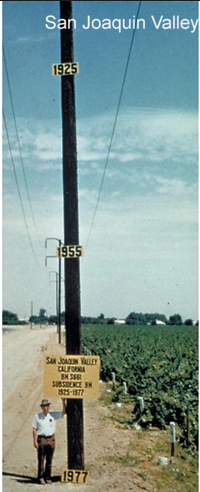 San Joaquin Valley
1925
1955
SAN JOAQUIN VALLEY
CALIFORNIA
BM S661
SUBSIDENCE BM
1925-1977
1977